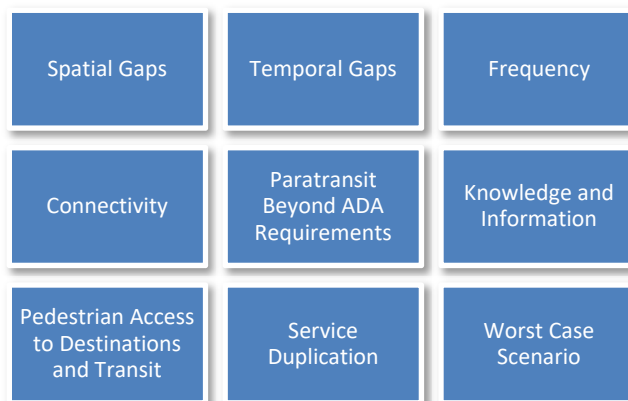 Spatial Gaps
Temporal Gaps
Frequency
Connectivity
Paratransit
Beyond ADA
Requirements
Knowledge and
Information
Pedestrian Access
to Destinations
and Transit
Service
Duplication
Worst Case
Scenario